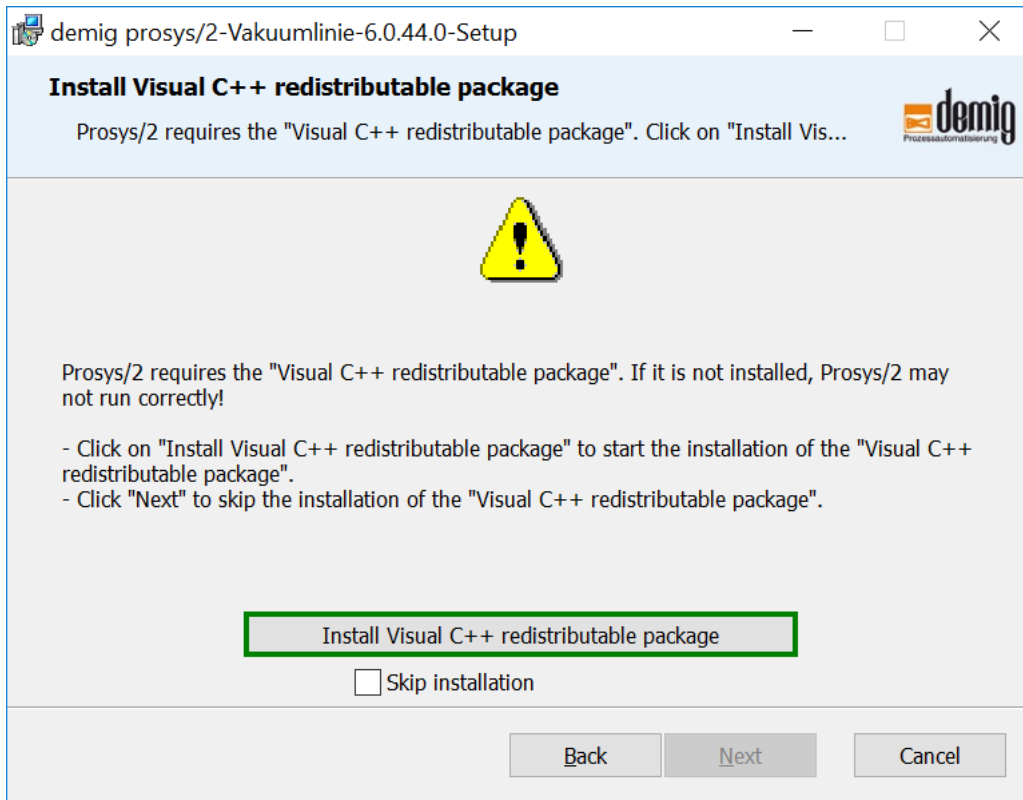 demig prosys/2-Vakuumlinie-6.0.44.0-Setup
Install Visual C++ redistributable package
Prosys/2 requires the "Visual C++ redistributable package". Click on "Install Vis...
demig
Prozessautomatisierung
Prosys/2 requires the "Visual C++ redistributable package". If it is not installed, Prosys/2 may
not run correctly!
- Click on "Install Visual C++ redistributable package" to start the installation of the "Visual C++
redistributable package".
- Click "Next" to skip the installation of the "Visual C++ redistributable package".
Install Visual C++ redistributable package
Skip installation
Back
Next
Cancel